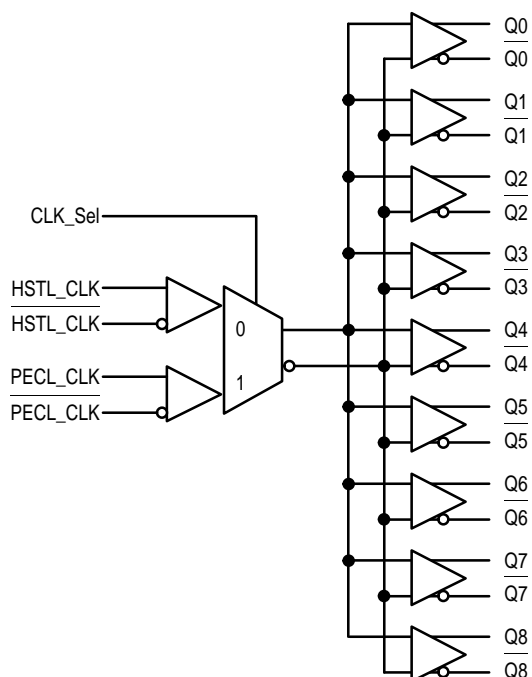 Q0
Q0
Q1
Q1
Q2
Q2
CLK_Sel
Q3
Q3
HSTL_CLK
HSTL_CLK
0
Q4
Q4
PECL_CLK
PECL_CLK
1
Q5
Q5
Q6
Q6
Q7
Q7
Q8
Q8